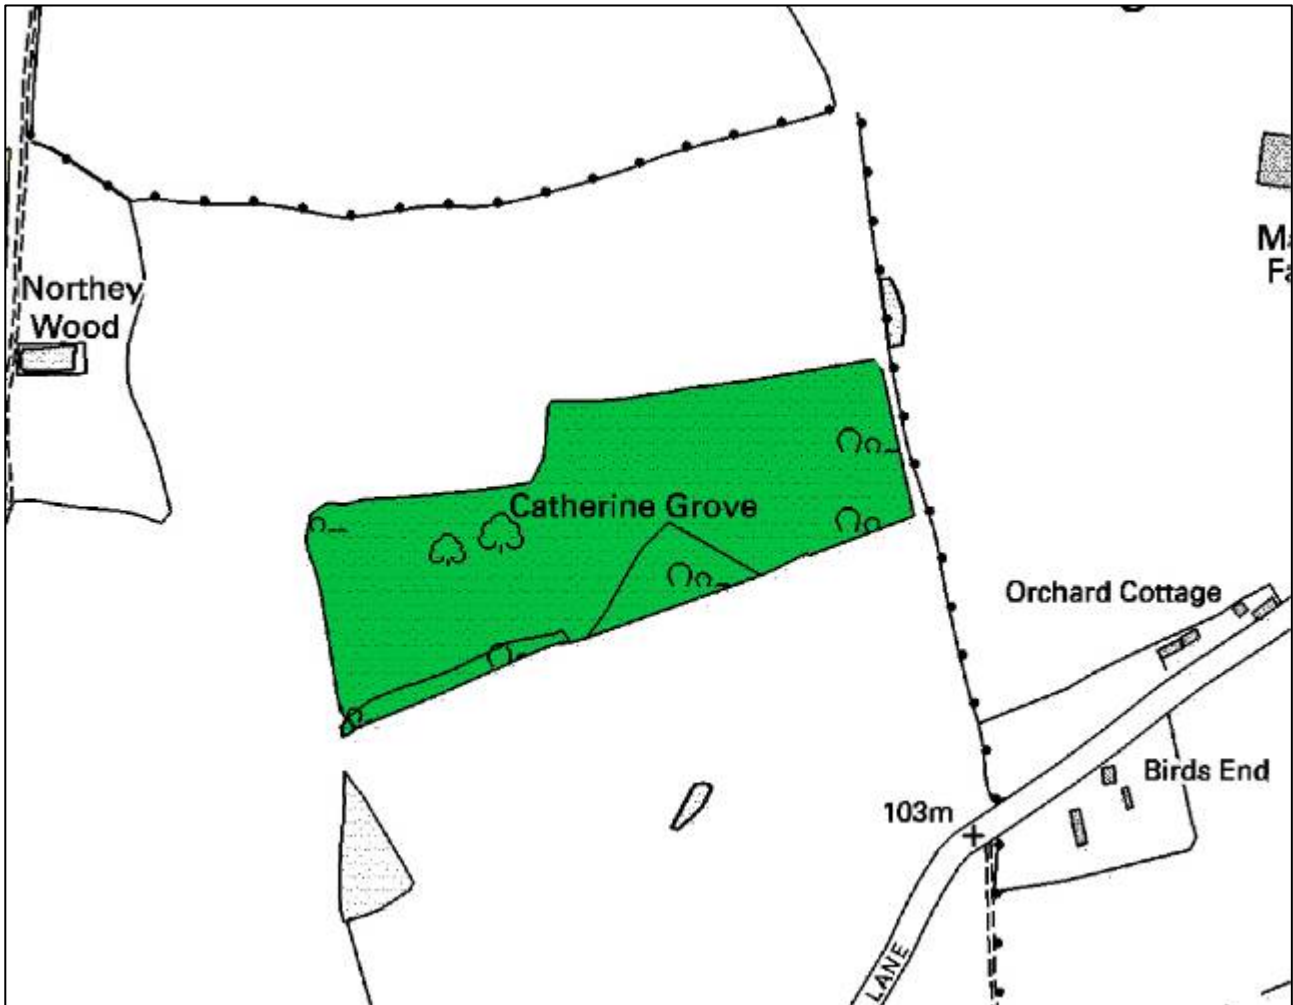 Northey
Wood
Catherine Grove
Orchard Cottage
Birds End
103m
LANE